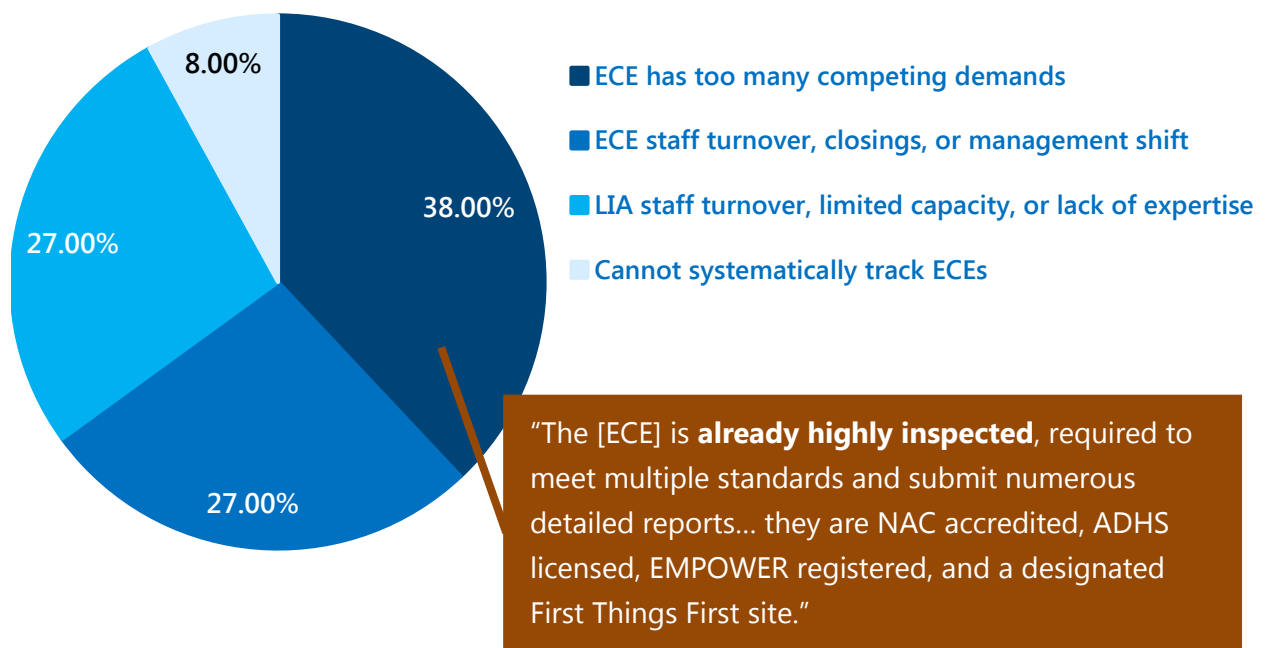 8.00%
38.00%
27.00%
27.00%
ECE has too many competing demands
ECE staff turnover, closings, or management shift
LIA staff turnover, limited capacity, or lack of expertise
Cannot systematically track ECEs
“The [ECE] is already highly inspected, required to
meet multiple standards and submit numerous
detailed reports… they are NAC accredited, ADHS
licensed, EMPOWER registered, and a designated
First Things First site.”